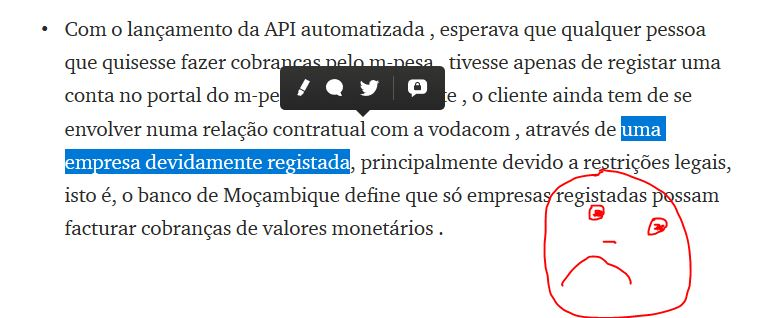 • Com o lançamento da API automatizada , esperava que qualquer pessoa
que quisesse fazer cobranças pelo m-pesa , tivesse apenas de registar uma
conta no portal do m-pe te , o cliente ainda tem de se
envolver numa relação contratual com a vodacom , através de uma
empresa devidamente registada, principalmente devido a restrições legais,
isto é, o banco de Moçambique define que só empresas registadas possam
facturar cobranças de valores monetários .